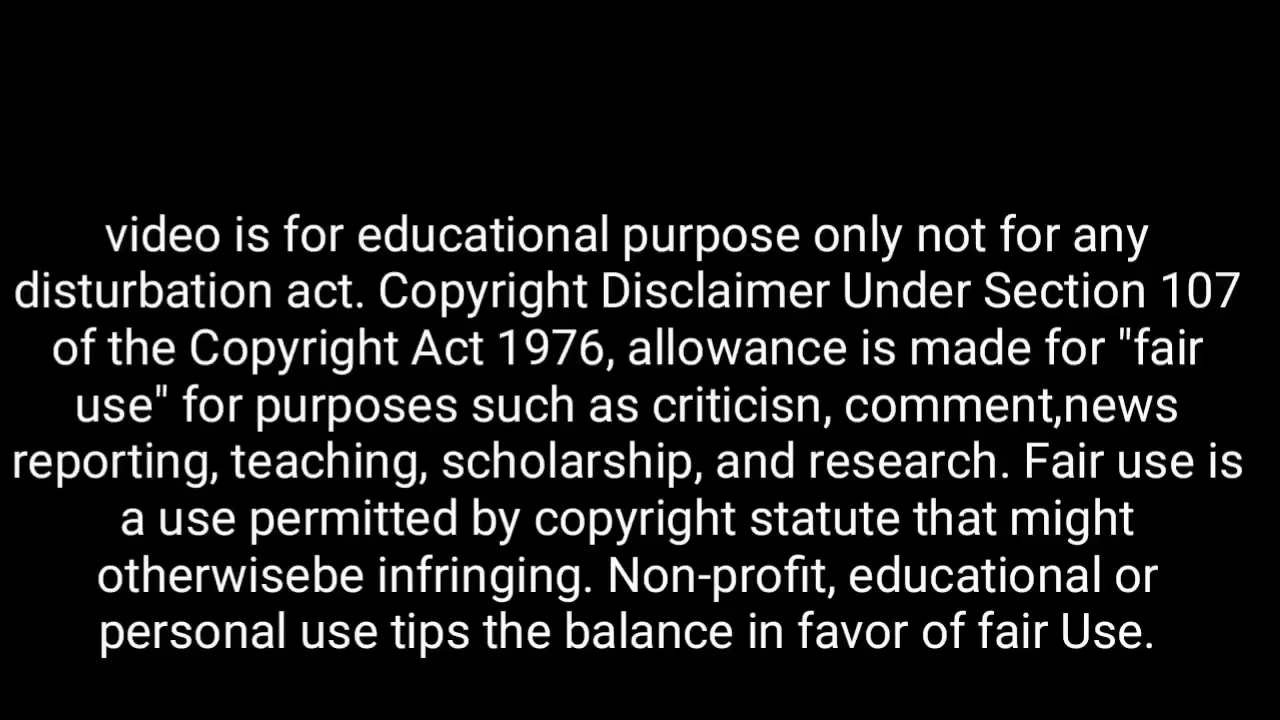 video is for educational purpose only not for any
disturbation act. Copyright Disclaimer Under Section 107
of the Copyright Act 1976, allowance is made for "fair
use" for purposes such as criticisn, comment,news
reporting, teaching, scholarship, and research. Fair use is
a use permitted by copyright statute that might
otherwisebe infringing. Non-profit, educational or
personal use tips the balance in favor of fair Use.